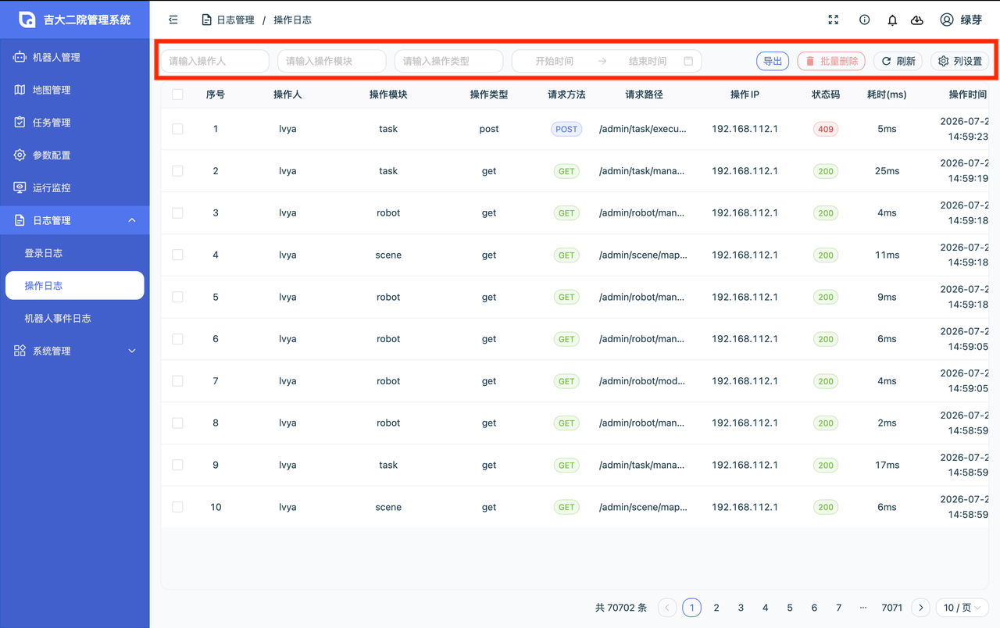 吉大二院管理系统
日志管理 / 操作日志
绿芽
机器人管理
地图管理
任务管理
参数配置
运行监控
日志管理
登录日志
操作日志
机器人事件日志
系统管理
请输入操作人 请输入操作模块 请输入操作类型 开始时间 → 结束时间 导出 批量删除 刷新 列设置
序号 操作人 操作模块 操作类型 请求方法 请求路径 操作IP 状态码 耗时(ms) 操作时间
1 lvya task post POST /admin/task/execu... 192.168.112.1 409 5ms 2026-07-2
14:59:23
2 lvya task get GET /admin/task/mana... 192.168.112.1 200 25ms 2026-07-2
14:59:19
3 lvya robot get GET /admin/robot/man... 192.168.112.1 200 4ms 2026-07-2
14:59:18
4 lvya scene get GET /admin/scene/map... 192.168.112.1 200 11ms 2026-07-2
14:59:18
5 lvya robot get GET /admin/robot/man... 192.168.112.1 200 9ms 2026-07-2
14:59:18
6 lvya robot get GET /admin/robot/man... 192.168.112.1 200 6ms 2026-07-2
14:59:05
7 lvya robot get GET /admin/robot/mod... 192.168.112.1 200 4ms 2026-07-2
14:59:05
8 lvya robot get GET /admin/robot/man... 192.168.112.1 200 2ms 2026-07-2
14:58:59
9 lvya task get GET /admin/task/mana... 192.168.112.1 200 17ms 2026-07-2
14:58:59
10 lvya scene get GET /admin/scene/map... 192.168.112.1 200 6ms 2026-07-2
14:58:59
共 70702 条 1 2 3 4 5 6 7 ··· 7071 10 / 页